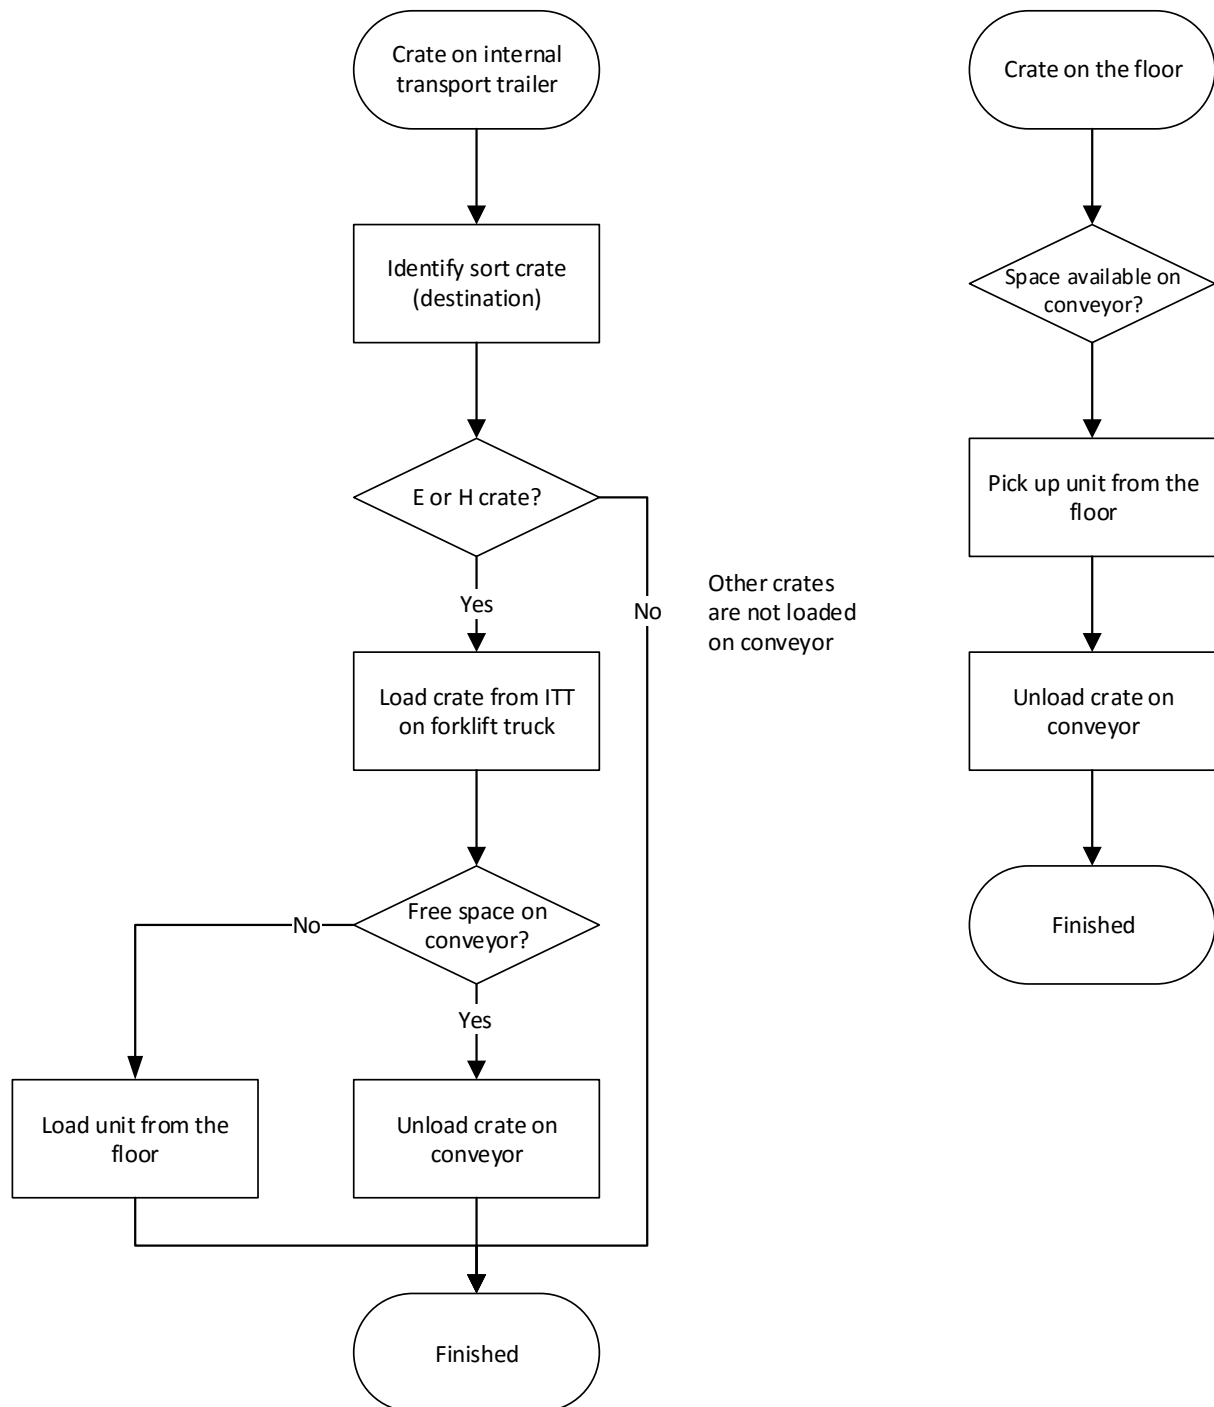 Crate on internal
transport trailer
Identify sort crate
(destination)
E or H crate?
Yes
No
Other crates
are not loaded
on conveyor
Load crate from ITT
on forklift truck
Free space on
conveyor?
No
Yes
Load unit from the
floor
Unload crate on
conveyor
Finished
Crate on the floor
Space available on
conveyor?
Pick up unit from the
floor
Unload crate on
conveyor
Finished